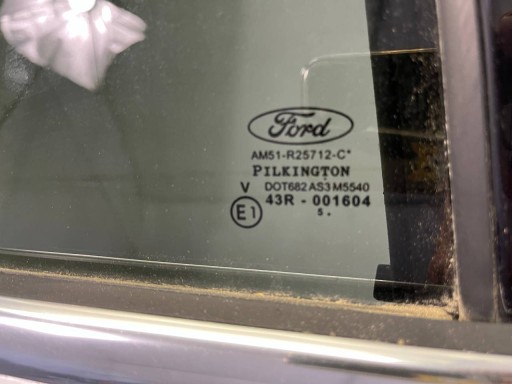 Ford
AM51-R25712-C*
PILKINGTON
V DOT682 AS3 M5540
E1 43R - 001604
5 .